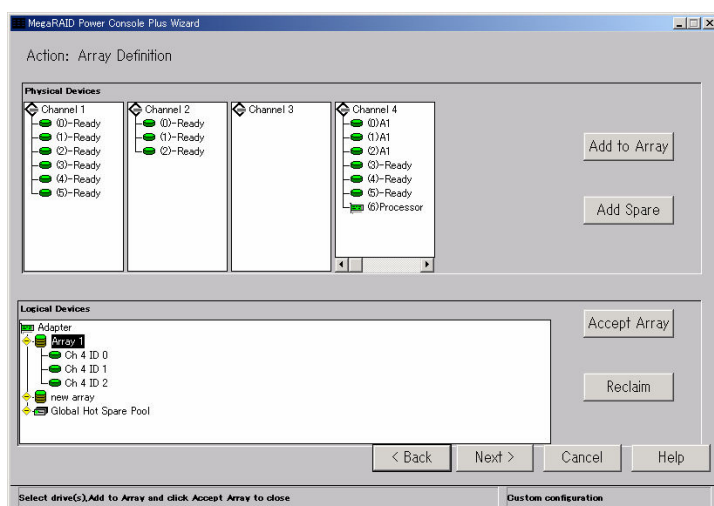 MegaRAID Power Console Plus Wizard
Action: Array Definition
Physical Devices
Channel 1
(0)-Ready
(1)-Ready
(2)-Ready
(3)-Ready
(4)-Ready
(5)-Ready
Channel 2
(0)-Ready
(1)-Ready
(2)-Ready
Channel 3
Channel 4
(0)A1
(1)A1
(2)A1
(3)-Ready
(4)-Ready
(5)-Ready
(6)Processor
Add to Array
Add Spare
Logical Devices
Adapter
Array 1
Ch 4 ID 0
Ch 4 ID 1
Ch 4 ID 2
new array
Global Hot Spare Pool
Accept Array
Reclaim
< Back
Next >
Cancel
Help
Select drive(s),Add to Array and click Accept Array to close
Custom configuration